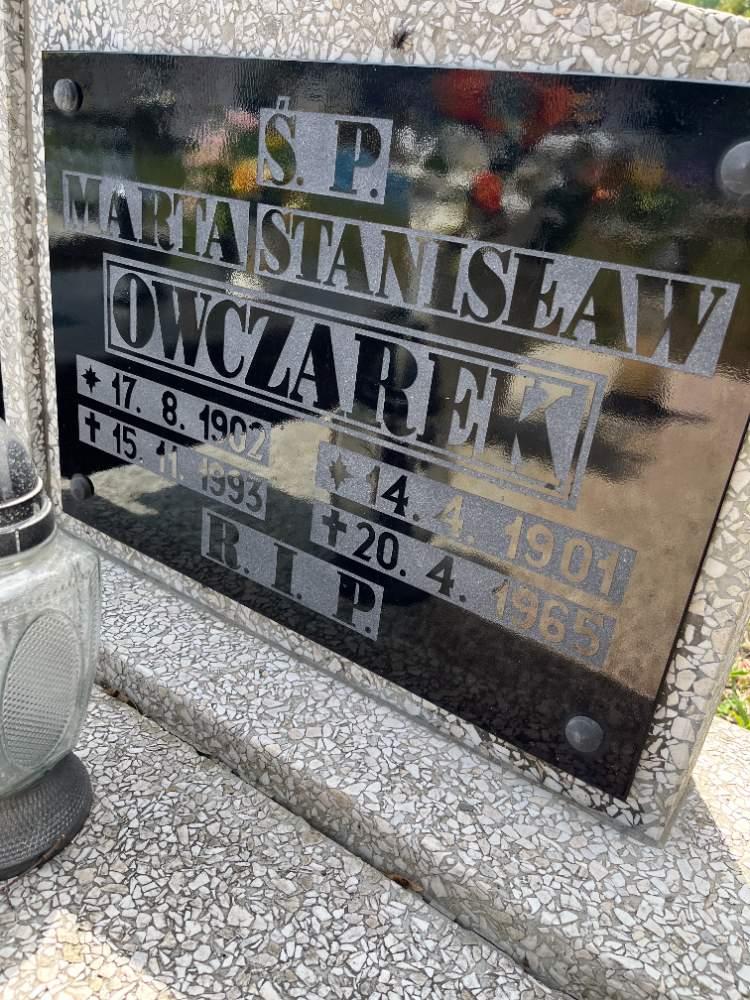 Ś. P.
MARTA STANISŁAW
OWCZAREK
* 17. 8. 1902
✝ 15. 11. 1993
* 14. 4. 1901
✝ 20. 4. 1965
R. I. P.